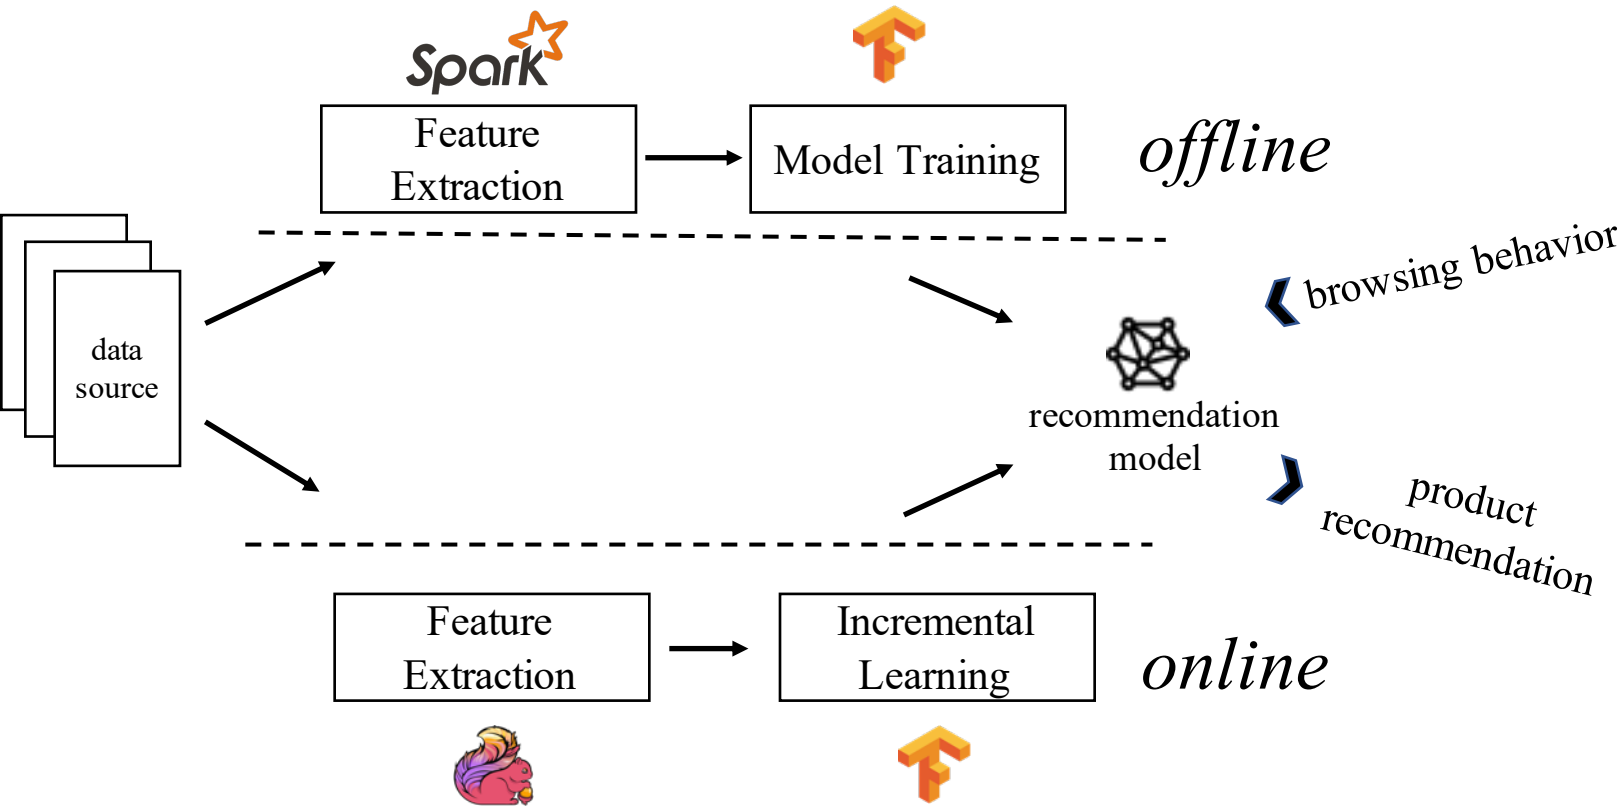 Spark
Feature
Extraction
Model Training
offline
data
source
browsing behavior
recommendation
model
product
recommendation
Feature
Extraction
Incremental
Learning
online